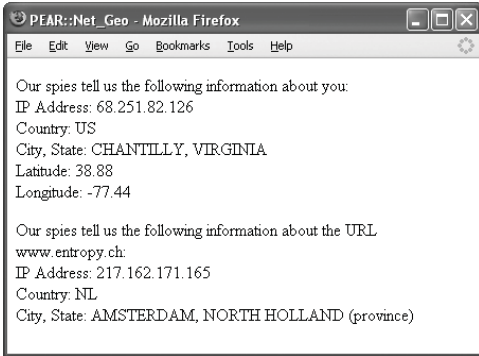 PEAR::Net_Geo - Mozilla Firefox
File Edit View Go Bookmarks Tools Help
Our spies tell us the following information about you:
IP Address: 68.251.82.126
Country: US
City, State: CHANTILLY, VIRGINIA
Latitude: 38.88
Longitude: -77.44
Our spies tell us the following information about the URL
www.entropy.ch:
IP Address: 217.162.171.165
Country: NL
City, State: AMSTERDAM, NORTH HOLLAND (province)